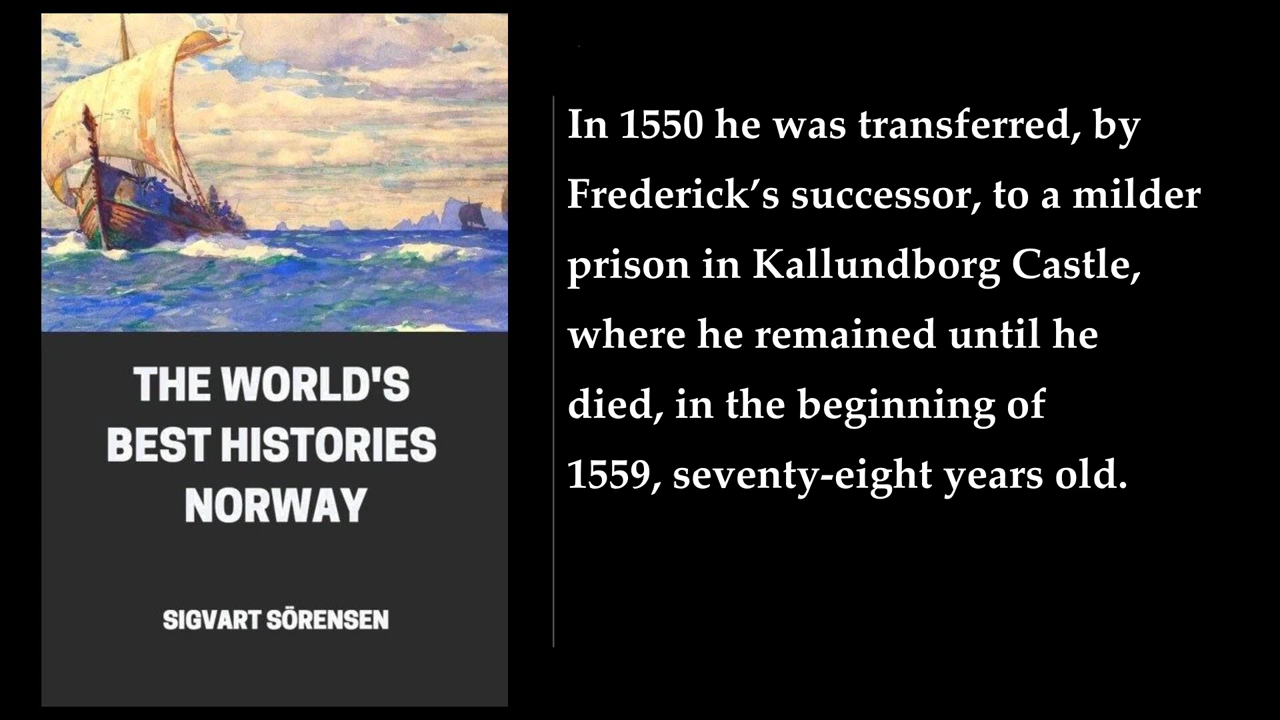 THE WORLD'S
BEST HISTORIES
NORWAY
SIGVART SÖRENSEN
In 1550 he was transferred, by
Frederick’s successor, to a milder
prison in Kallundborg Castle,
where he remained until he
died, in the beginning of
1559, seventy-eight years old.